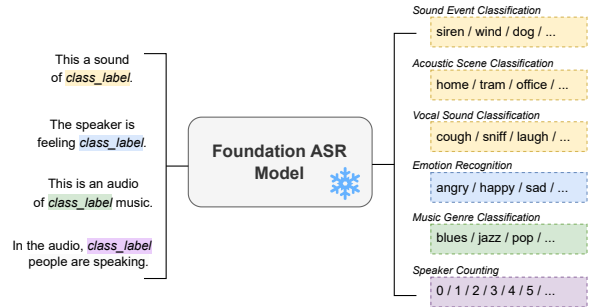 This a sound
of class_label.
The speaker is
feeling class_label.
This is an audio
of class_label music.
In the audio, class_label
people are speaking.
Foundation ASR
Model
Sound Event Classification
siren / wind / dog / ...
Acoustic Scene Classification
home / tram / office / ...
Vocal Sound Classification
cough / sniff / laugh / ...
Emotion Recognition
angry / happy / sad / ...
Music Genre Classification
blues / jazz / pop / ...
Speaker Counting
0 / 1 / 2 / 3 / 4 / 5 / ...